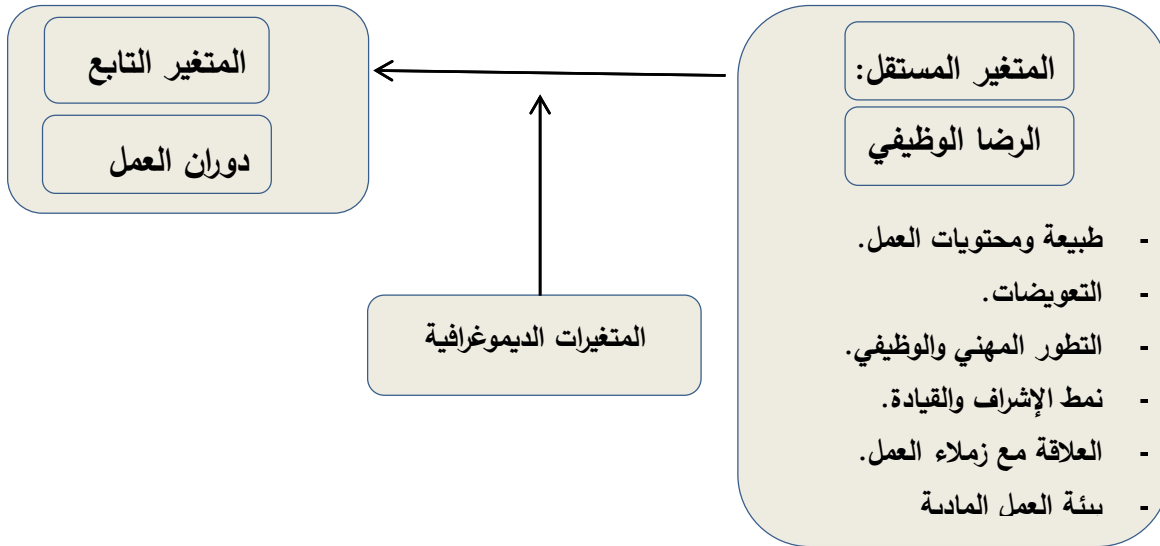 المتغير المستقل:
الرضا الوظيفي
- طبيعة ومحتويات العمل.
- التعويضات.
- التطور المهني والوظيفي.
- نمط الإشراف والقيادة.
- العلاقة مع زملاء العمل.
- بيئة العمل المادية
المتغير التابع
دوران العمل
المتغيرات الديموغرافية